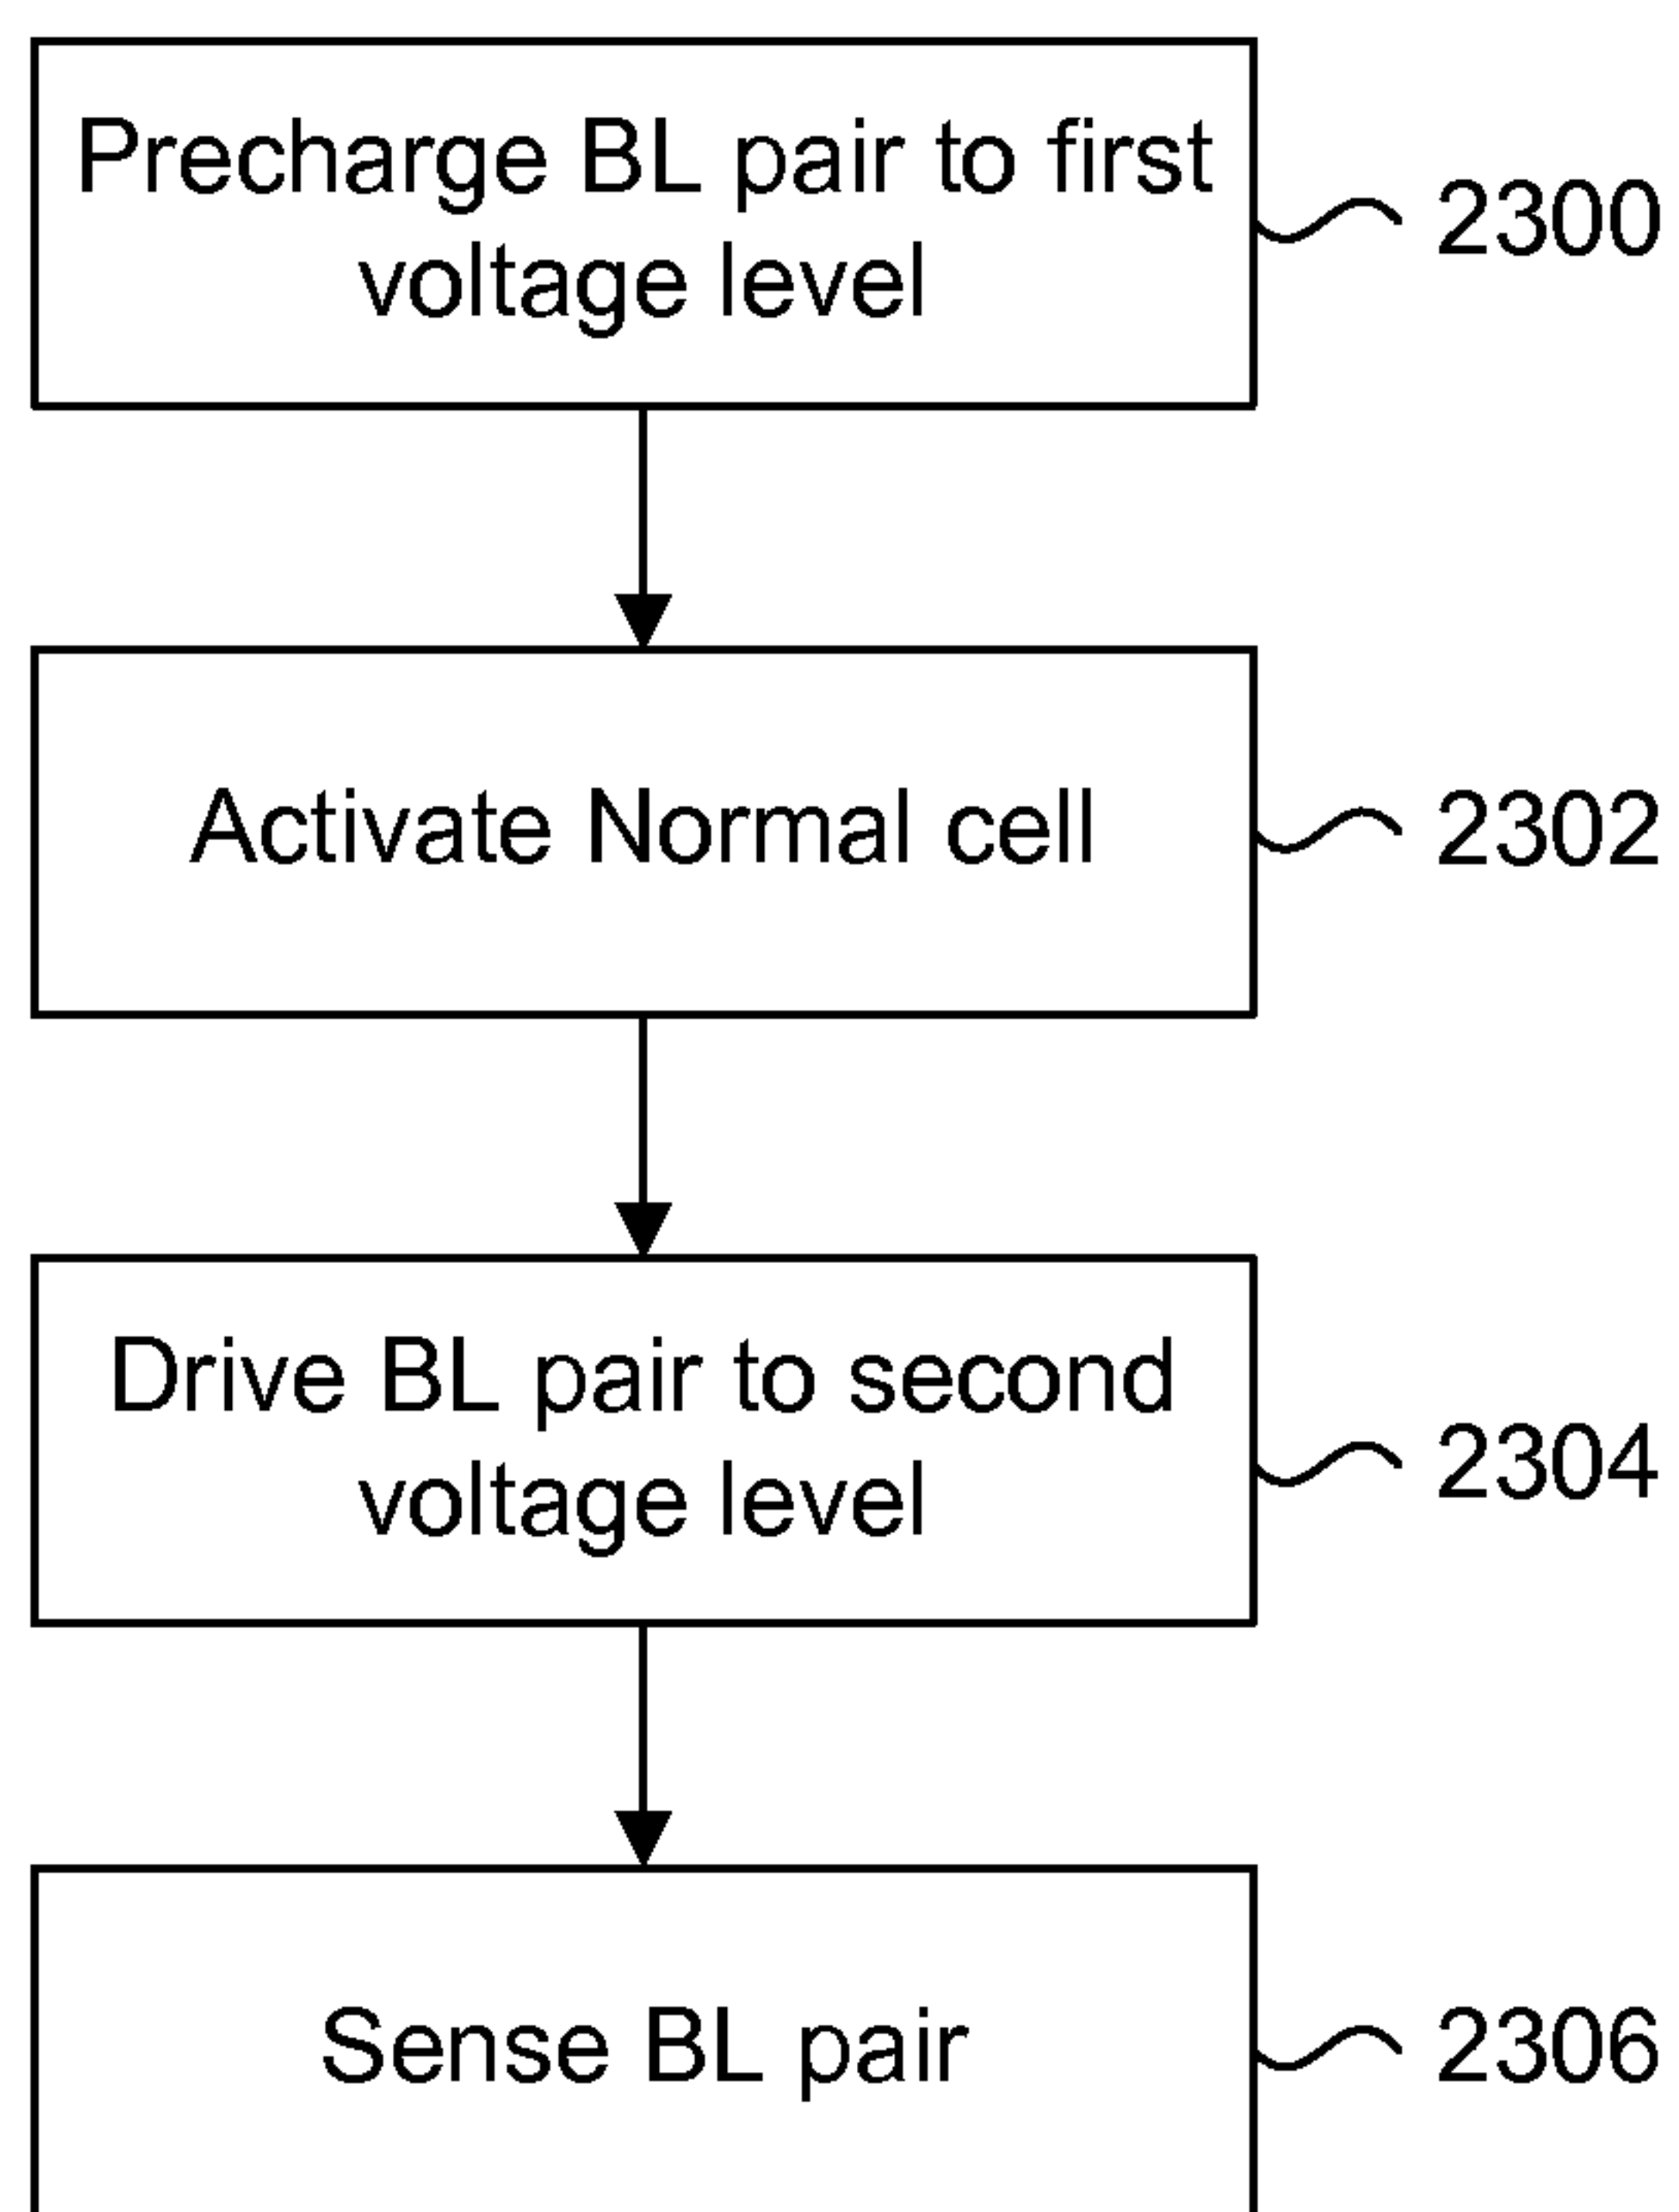 Precharge BL pair to first
voltage level
2300
Activate Normal cell
2302
Drive BL pair to second
voltage level
2304
Sense BL pair
2306